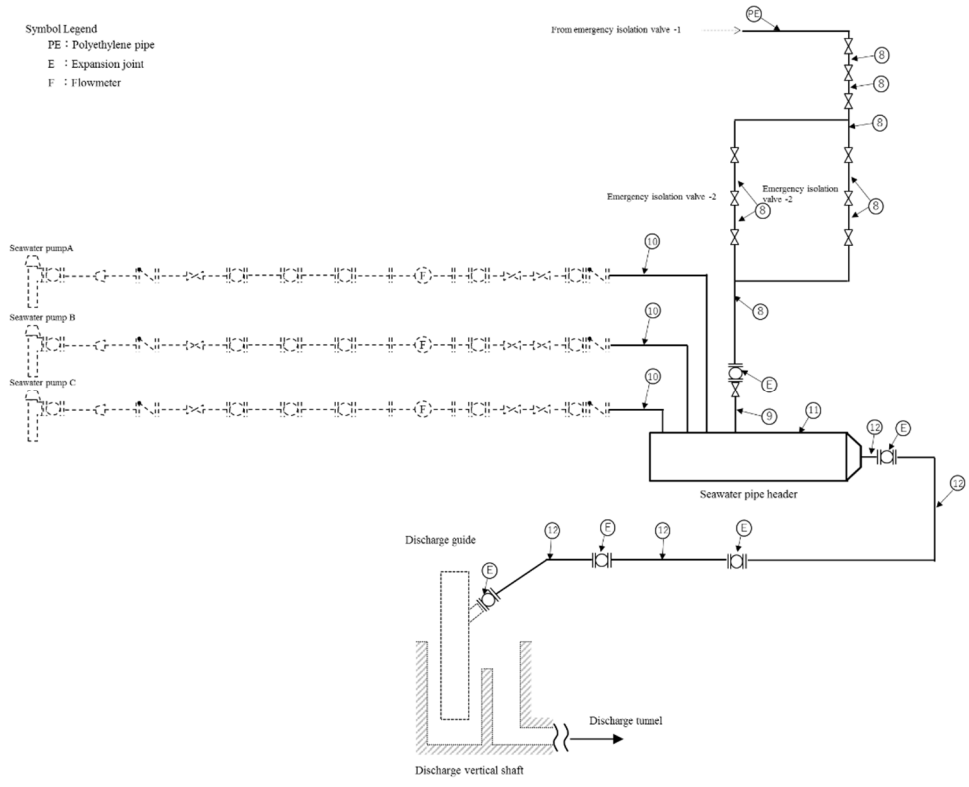 PE
From emergency isolation valve -1
Symbol Legend
PE：Polyethylene pipe
E ：Expansion joint
F ：Flowmeter
8
8
8
Emergency isolation valve -2
Emergency isolation
valve -2
8
8
Seawater pumpA
10
F
8
Seawater pump B
10
F
E
Seawater pump C
10
F
9
11
12
E
Seawater pipe header
12
Discharge guide
12
E
12
E
E
Discharge tunnel
Discharge vertical shaft